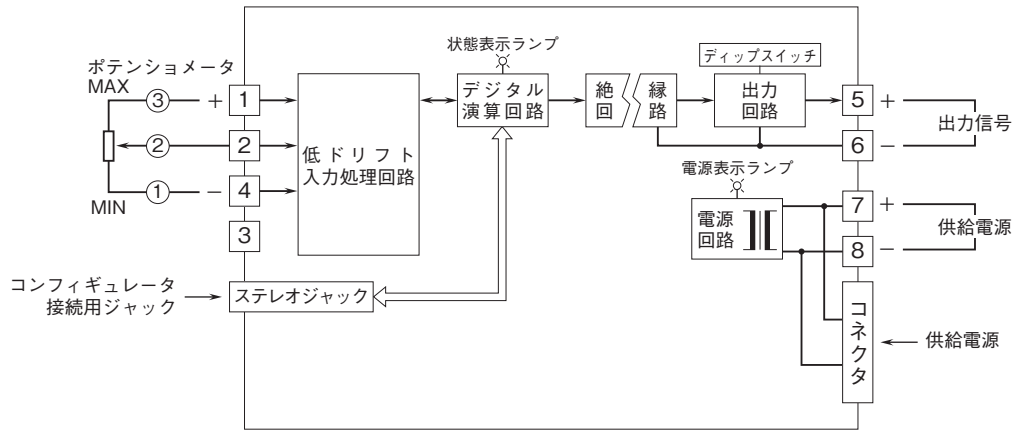 状態表示ランプ
ディップスイッチ
ポテンショメータ
MAX
③ + 1
② 2
① − 4
MIN
3
低ドリフト
入力処理回路
デジタル
演算回路
絶 縁
回 路
出力
回路
5 +
出力信号
6 −
電源表示ランプ
電源
回路
7 +
供給電源
8 −
コンフィギュレータ
接続用ジャック
ステレオジャック
コネクタ
供給電源